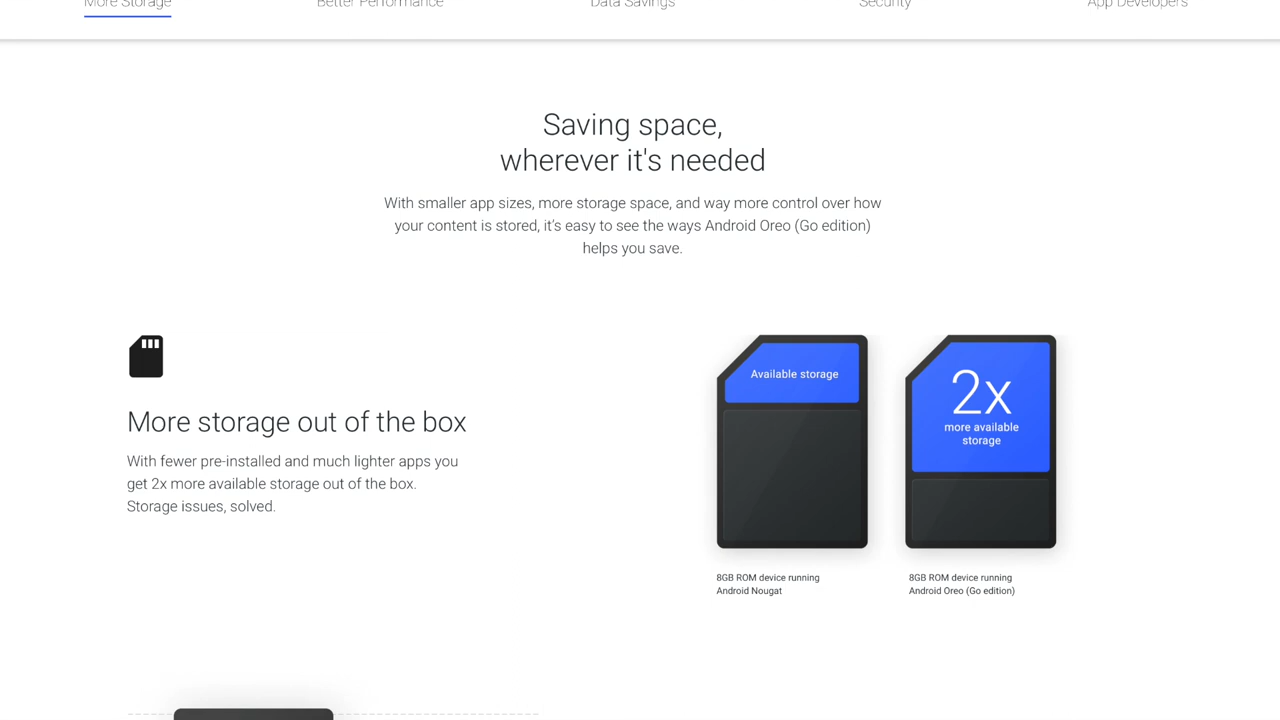 More Storage
Better Performance
Data Savings
Security
App Developers
Saving space,
wherever it's needed
With smaller app sizes, more storage space, and way more control over how
your content is stored, it’s easy to see the ways Android Oreo (Go edition)
helps you save.
More storage out of the box
With fewer pre-installed and much lighter apps you
get 2x more available storage out of the box.
Storage issues, solved.
Available storage
2x
more available
storage
8GB ROM device running
Android Nougat
8GB ROM device running
Android Oreo (Go edition)